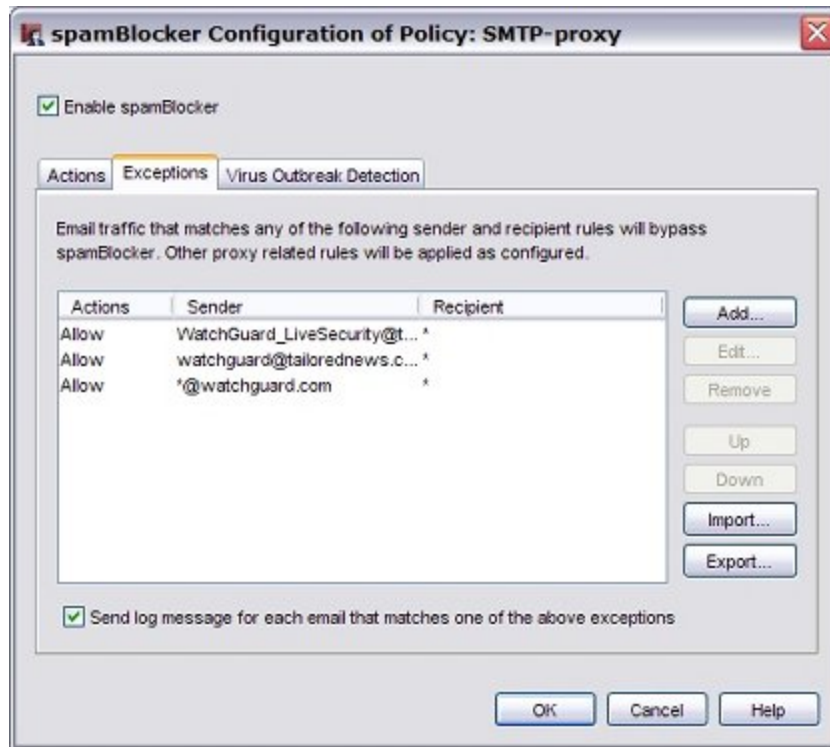 spamBlocker Configuration of Policy: SMTP-proxy
Enable spamBlocker
Actions Exceptions Virus Outbreak Detection
Email traffic that matches any of the following sender and recipient rules will bypass
spamBlocker. Other proxy related rules will be applied as configured.
Actions Sender Recipient
Allow WatchGuard_LiveSecurity@t... *
Allow watchguard@tailorednews.c... *
Allow *@watchguard.com *
Add...
Edit...
Remove
Up
Down
Import...
Export...
Send log message for each email that matches one of the above exceptions
OK Cancel Help